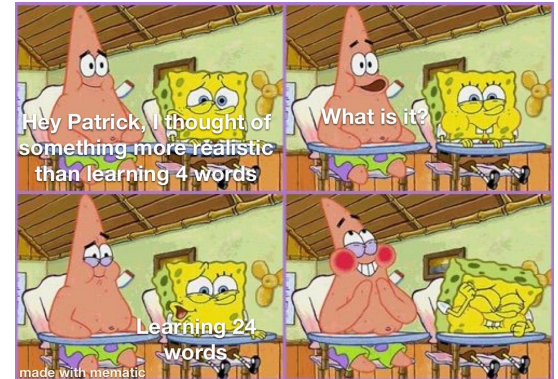 Hey Patrick, I thought of
something more realistic
than learning 4 words
What is it?
Learning 24
words
made with mematic